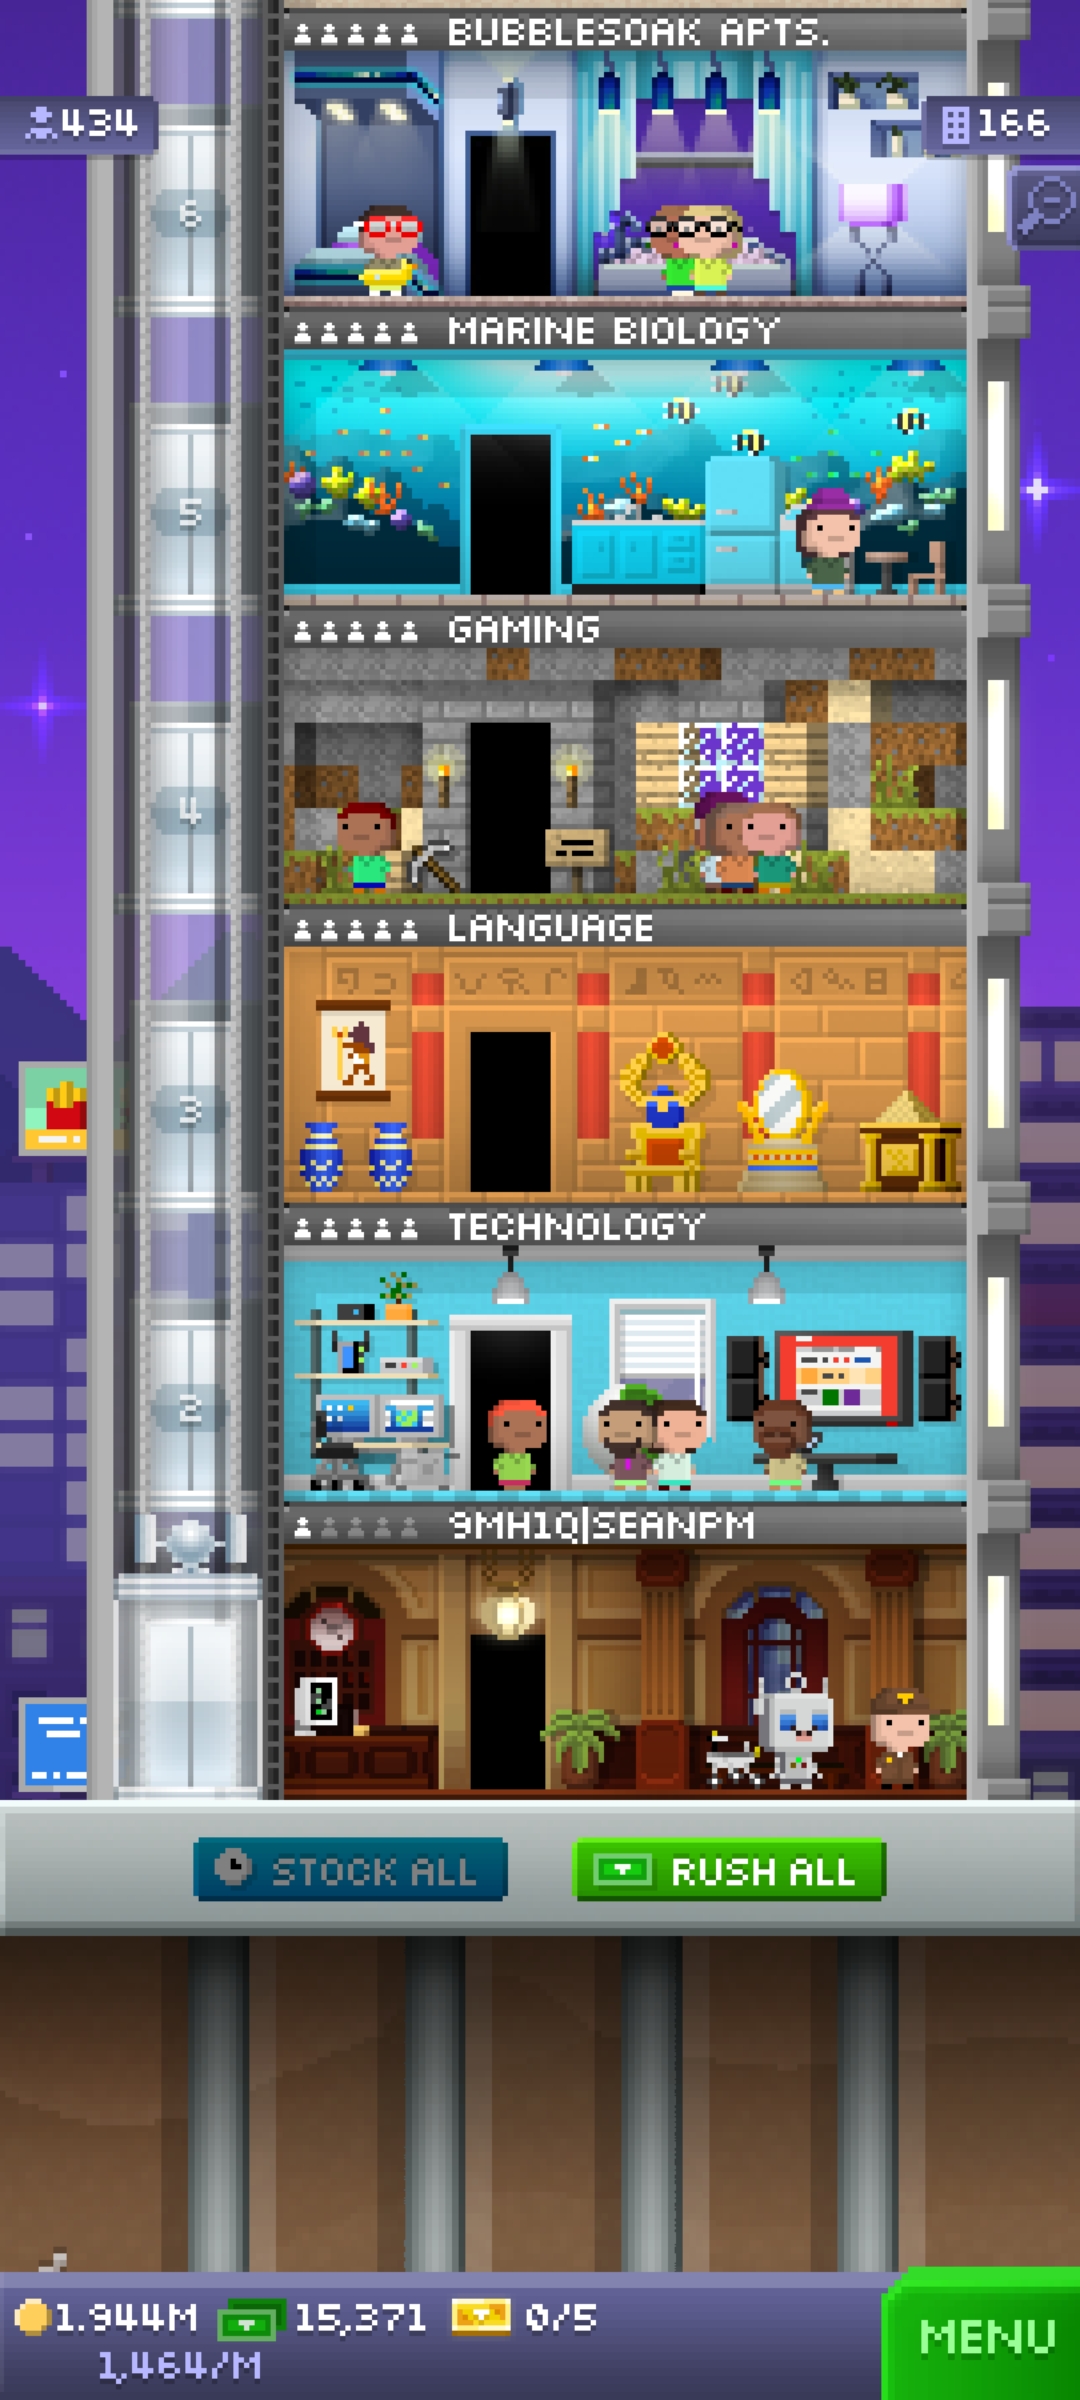 BUBBLESOAK APTS.
434
166
6
MARINE BIOLOGY
5
GAMING
4
LANGUAGE
3
TECHNOLOGY
2
9MH1Q|SEANPM
STOCK ALL
RUSH ALL
1.944M
15,371
0/5
1,464/M
MENU